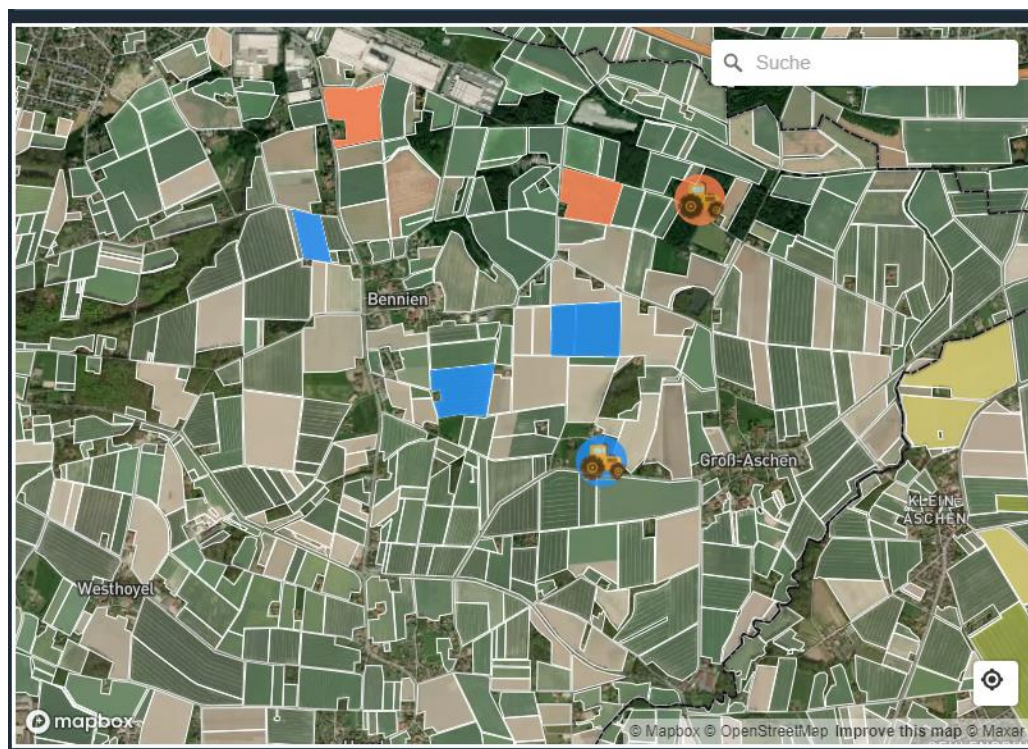 Suche
Bennien
Groß-Aschen
KLEIN-
ASCHEN
Westhoyel
mapbox
© Mapbox © OpenStreetMap Improve this map © Maxar